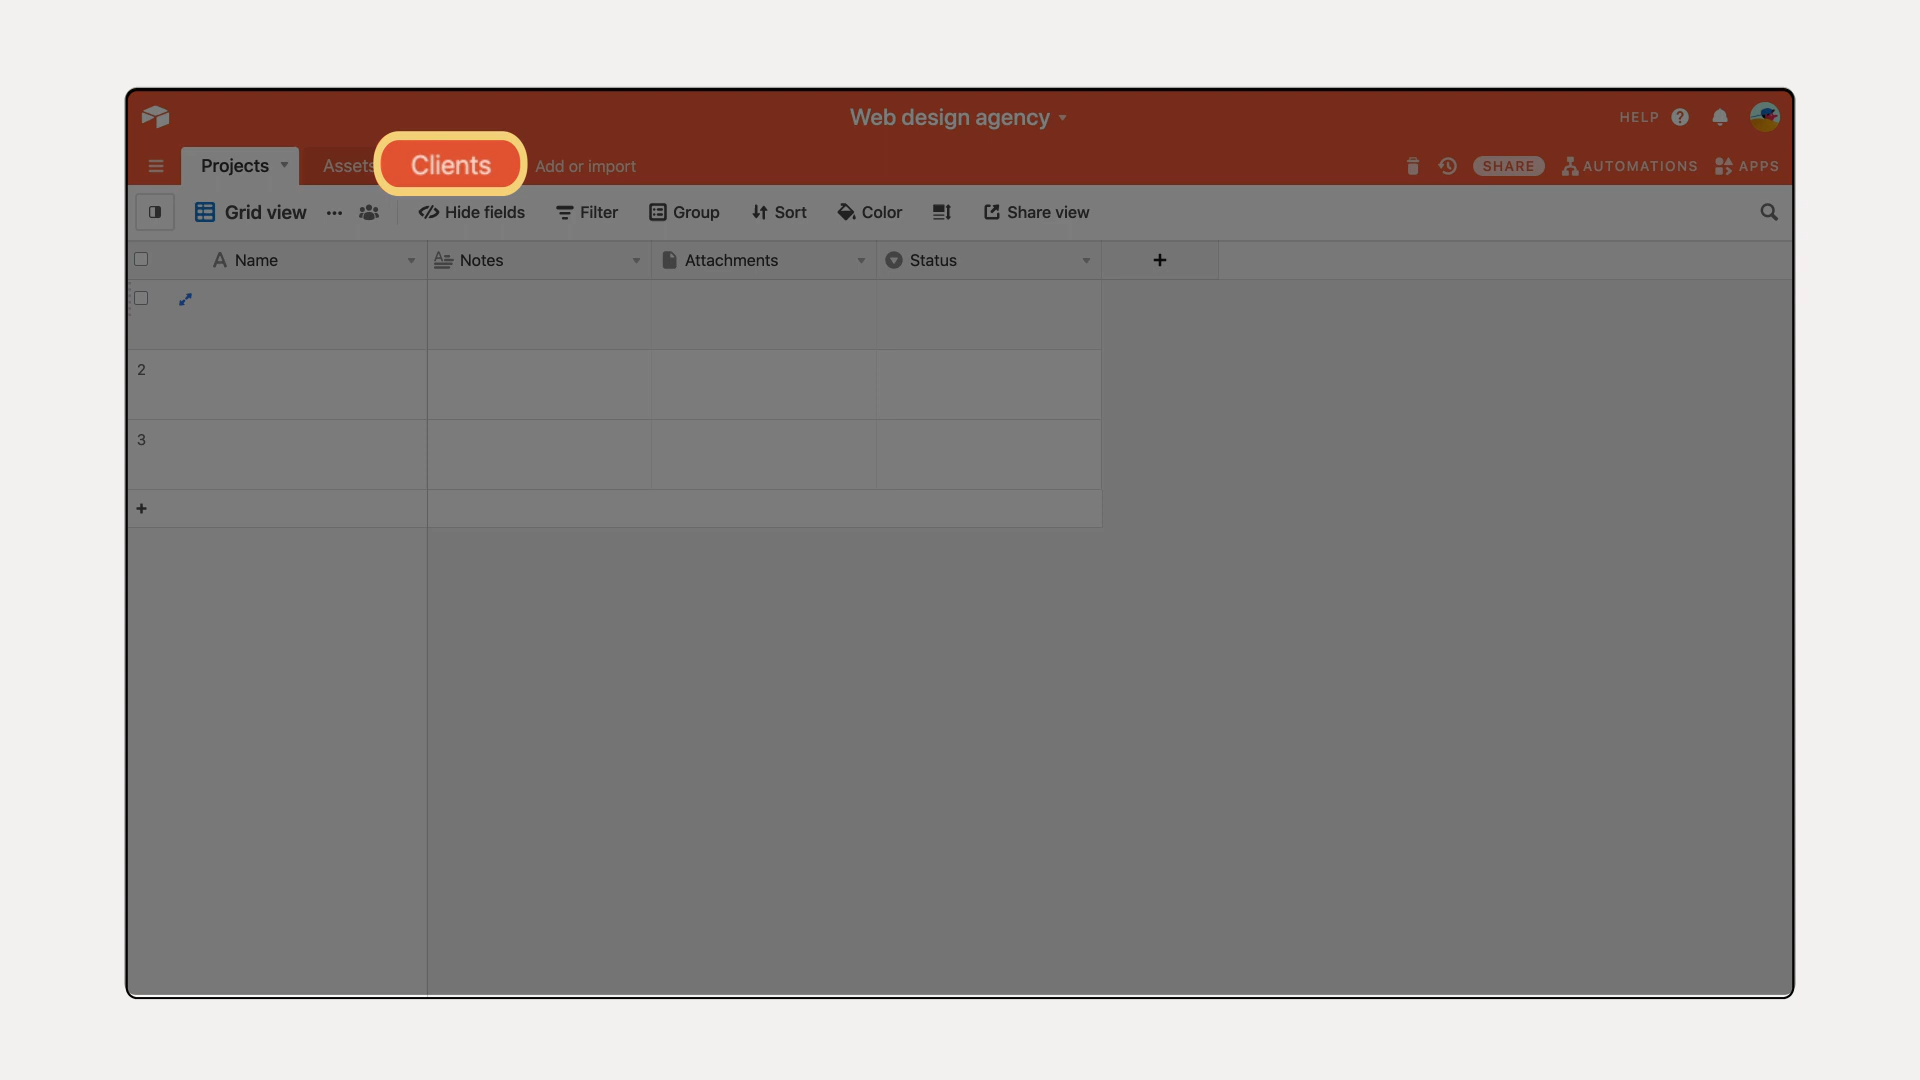 Web design agency
HELP
Projects
Assets
Clients
Add or import
SHARE
AUTOMATIONS
APPS
Grid view
Hide fields
Filter
Group
Sort
Color
Share view
Name
Notes
Attachments
Status
2
3